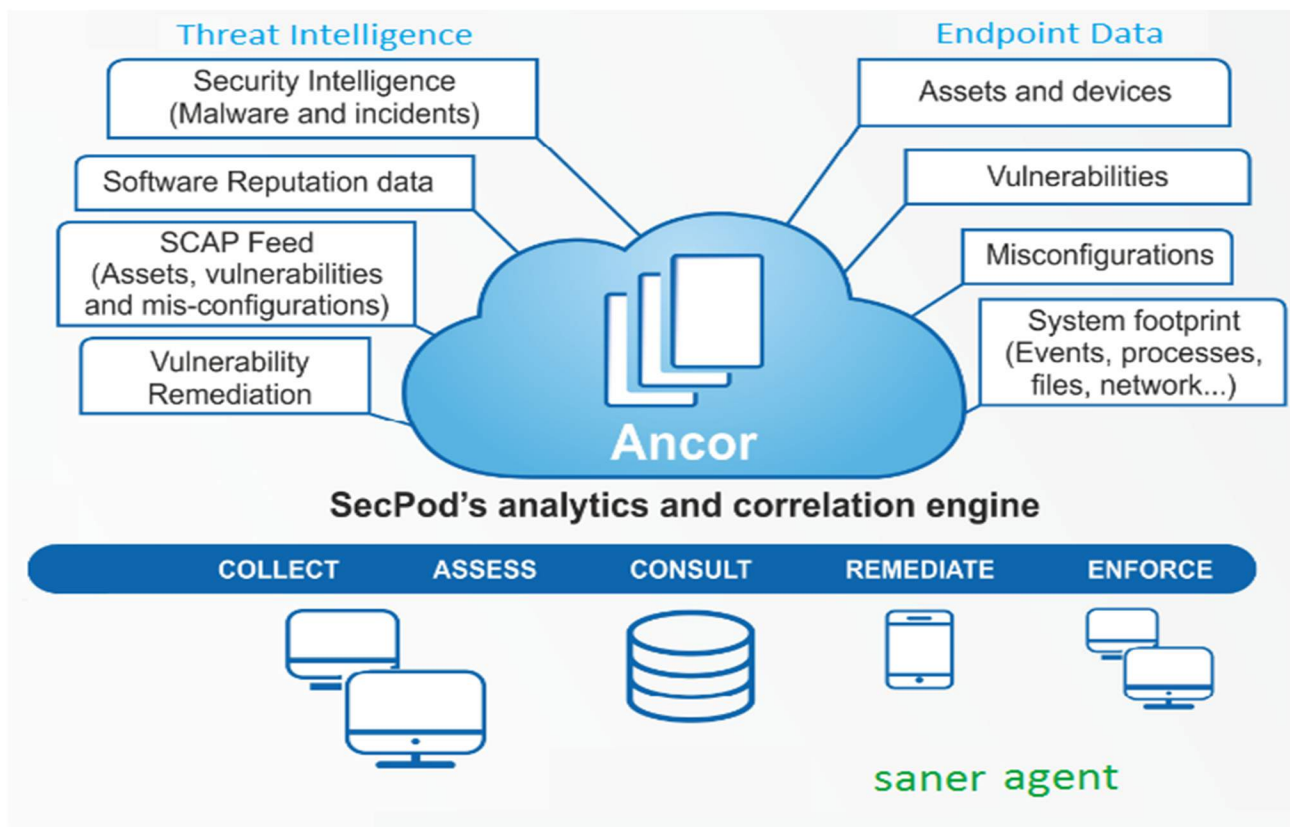 Threat Intelligence
Security Intelligence
(Malware and incidents)
Software Reputation data
SCAP Feed
(Assets, vulnerabilities
and mis-configurations)
Vulnerability
Remediation
Endpoint Data
Assets and devices
Vulnerabilities
Misconfigurations
System footprint
(Events, processes,
files, network...)
Ancor
SecPod's analytics and correlation engine
COLLECT ASSESS CONSULT REMEDIATE ENFORCE
saner agent